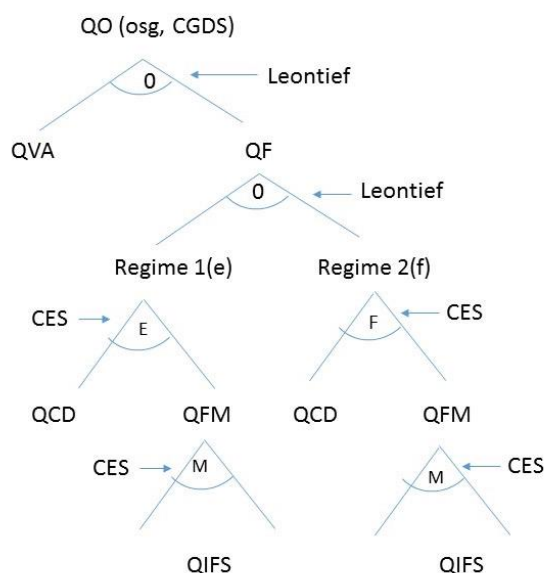 QO (osg, CGDS)
0
Leontief
QVA
QF
0
Leontief
Regime 1(e)
Regime 2(f)
CES
E
F
CES
QCD
QFM
QCD
QFM
CES
M
M
CES
QIFS
QIFS